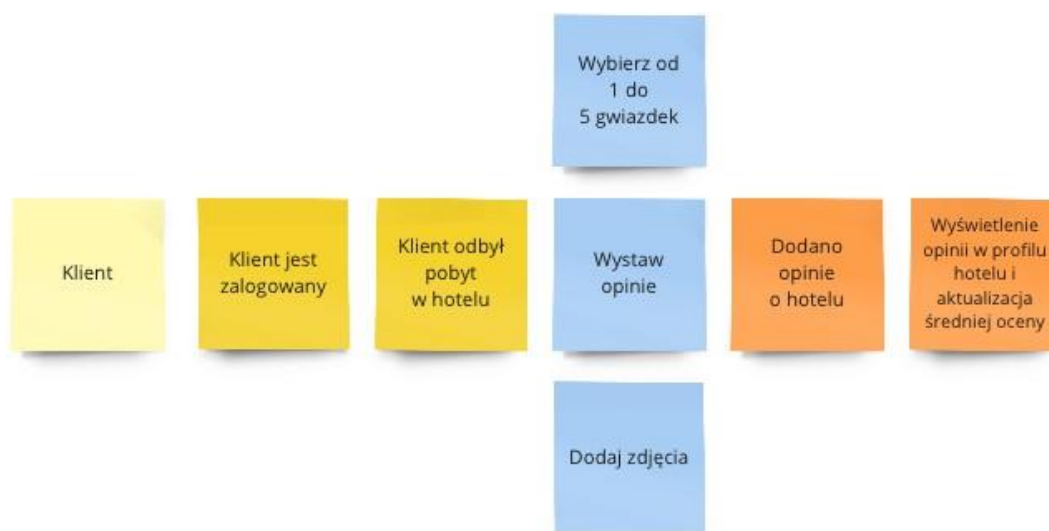 Wybierz od
1 do
5 gwiazdek
Klient
Klient jest
zalogowany
Klient odbył
pobyt
w hotelu
Wystaw
opinie
Dodano
opinie
o hotelu
Wyświetlenie
opinii w profilu
hotelu i
aktualizacja
średniej oceny
Dodaj zdjęcia